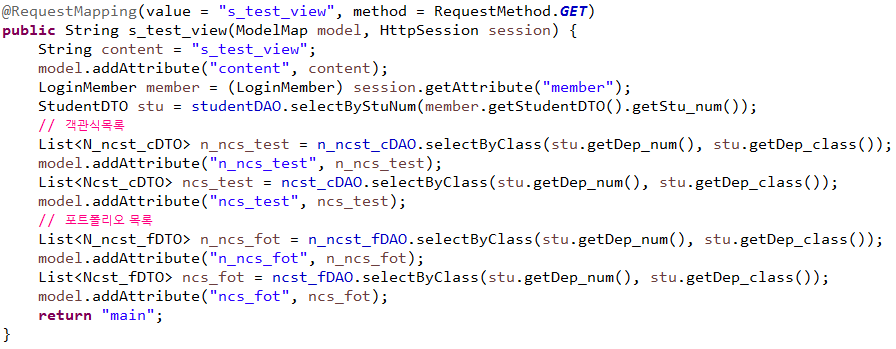 @RequestMapping(value = "s_test_view", method = RequestMethod.GET)
public String s_test_view(ModelMap model, HttpSession session) {
    String content = "s_test_view";
    model.addAttribute("content", content);
    LoginMember member = (LoginMember) session.getAttribute("member");
    StudentDTO stu = studentDAO.selectByStuNum(member.getStudentDTO().getStu_num());
    // 객관식목록
    List<N_ncst_cDTO> n_ncs_test = n_ncst_cDAO.selectByClass(stu.getDep_num(), stu.getDep_class());
    model.addAttribute("n_ncs_test", n_ncs_test);
    List<Ncst_cDTO> ncs_test = ncst_cDAO.selectByClass(stu.getDep_num(), stu.getDep_class());
    model.addAttribute("ncs_test", ncs_test);
    // 포트폴리오 목록
    List<N_ncst_fDTO> n_ncs_fot = n_ncst_fDAO.selectByClass(stu.getDep_num(), stu.getDep_class());
    model.addAttribute("n_ncs_fot", n_ncs_fot);
    List<Ncst_fDTO> ncs_fot = ncst_fDAO.selectByClass(stu.getDep_num(), stu.getDep_class());
    model.addAttribute("ncs_fot", ncs_fot);
    return "main";
}